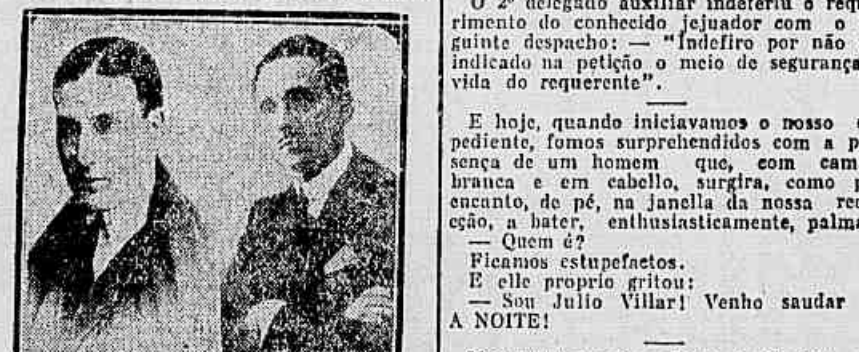 O 2º delegado auxiliar indeferiu o requ
rimento do conhecido jejuador com o
guinte despacho: — "Indefiro por não
indicado na petição o meio de segurança
vida do requerente".
E hoje, quando iniciavamos o nosso
pediente, fomos surprehendidos com a p
sença de um homem que, com cam
branca e em cabello, surgira, como
encanto, de pé, na janella da nossa red
cção, a bater, enthusiasticamente, palma
— Quem é?
Ficamos estupefactos.
E elle proprio gritou:
— Sou Julio Villar! Venho saudar
A NOITE!